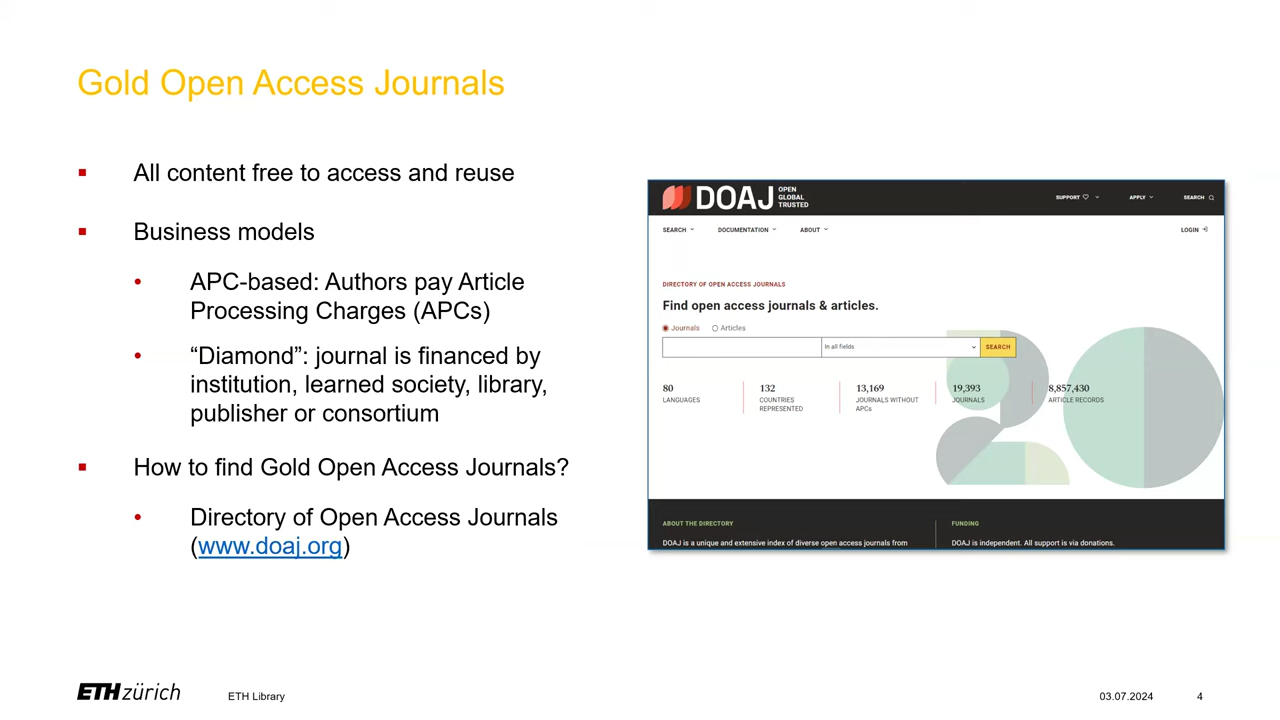 Gold Open Access Journals
All content free to access and reuse
Business models
APC-based: Authors pay Article
Processing Charges (APCs)
“Diamond”: journal is financed by
institution, learned society, library,
publisher or consortium
How to find Gold Open Access Journals?
Directory of Open Access Journals
(www.doaj.org)
DOAJ
OPEN
GLOBAL
TRUSTED
SUPPORT
APPLY
SEARCH
SEARCH
DOCUMENTATION
ABOUT
LOGIN
DIRECTORY OF OPEN ACCESS JOURNALS
Find open access journals & articles.
Journals
Articles
In all fields
SEARCH
80
LANGUAGES
132
COUNTRIES
REPRESENTED
13,169
JOURNALS WITHOUT
APCs
19,393
JOURNALS
8,857,430
ARTICLE RECORDS
20
ABOUT THE DIRECTORY
DOAJ is a unique and extensive index of diverse open access journals from
FUNDING
DOAJ is independent. All support is via donations.
ETH zürich
ETH Library
03.07.2024
4